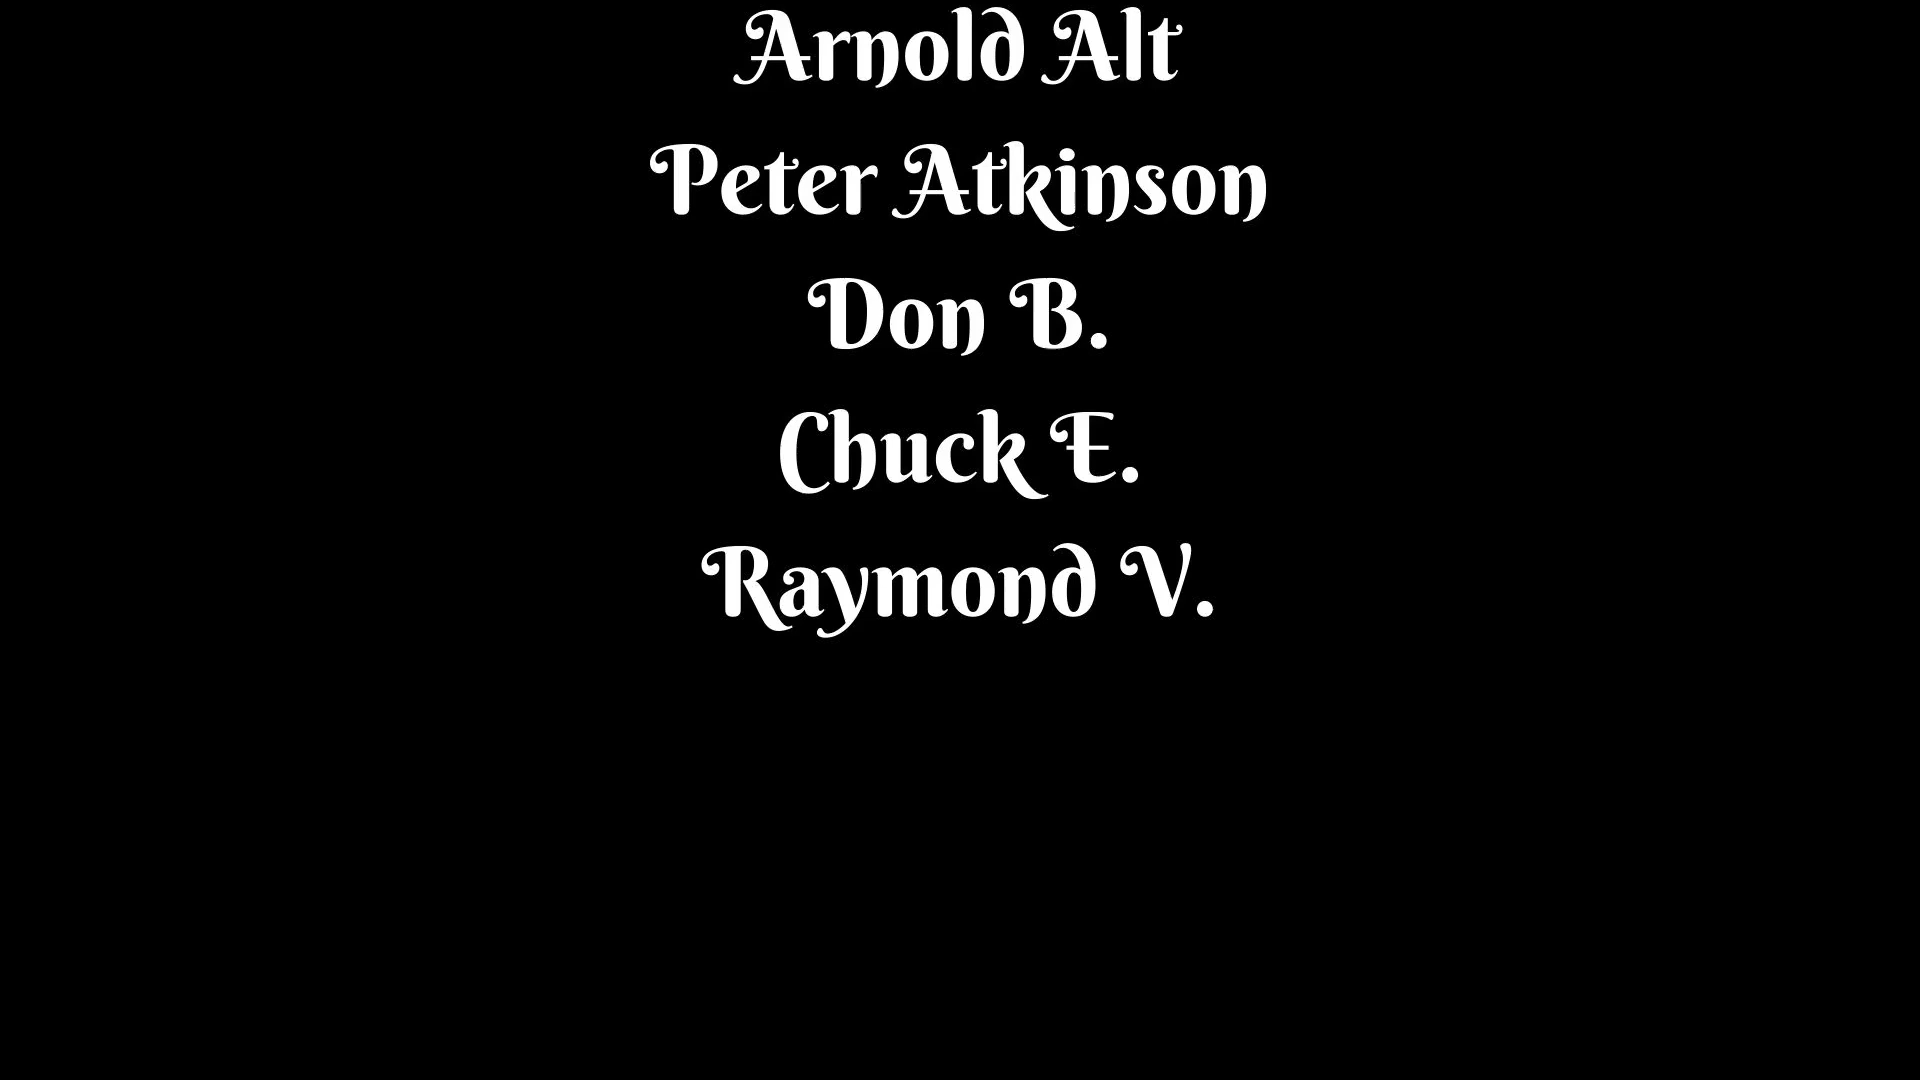 Arnold Alt
Peter Atkinson
Don B.
Chuck E.
Raymond V.